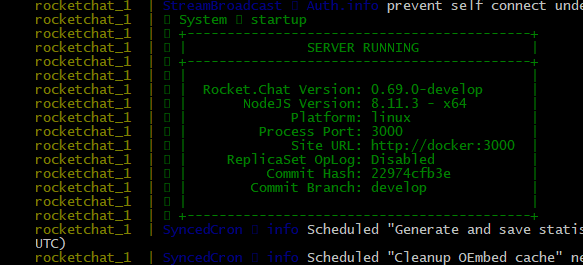 rocketchat_1 | StreamBroadcast ▯ Auth.info prevent self connect unde
rocketchat_1 | ▯ System ▯ startup
rocketchat_1 | ▯ +---------------------------------------------+
rocketchat_1 | ▯ | SERVER RUNNING |
rocketchat_1 | ▯ +---------------------------------------------+
rocketchat_1 | ▯ | |
rocketchat_1 | ▯ | Rocket.Chat Version: 0.69.0-develop |
rocketchat_1 | ▯ | NodeJS Version: 8.11.3 - x64 |
rocketchat_1 | ▯ | Platform: linux |
rocketchat_1 | ▯ | Process Port: 3000 |
rocketchat_1 | ▯ | Site URL: http://docker:3000 |
rocketchat_1 | ▯ | ReplicaSet OpLog: Disabled |
rocketchat_1 | ▯ | Commit Hash: 22974cfb3e |
rocketchat_1 | ▯ | Commit Branch: develop |
rocketchat_1 | ▯ | |
rocketchat_1 | ▯ +---------------------------------------------+
rocketchat_1 | SyncedCron ▯ info Scheduled "Generate and save statis
UTC)
rocketchat_1 | SyncedCron ▯ info Scheduled "Cleanup OEmbed cache" ne